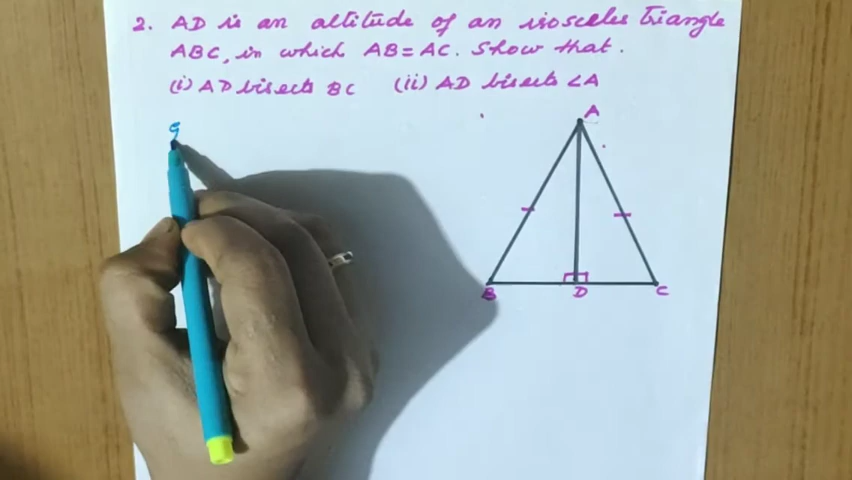 2. AD is an altitude of an isosceles triangle
ABC, in which AB = AC. Show that.
(i) AD bisects BC (ii) AD bisects ∠A
A
B D C